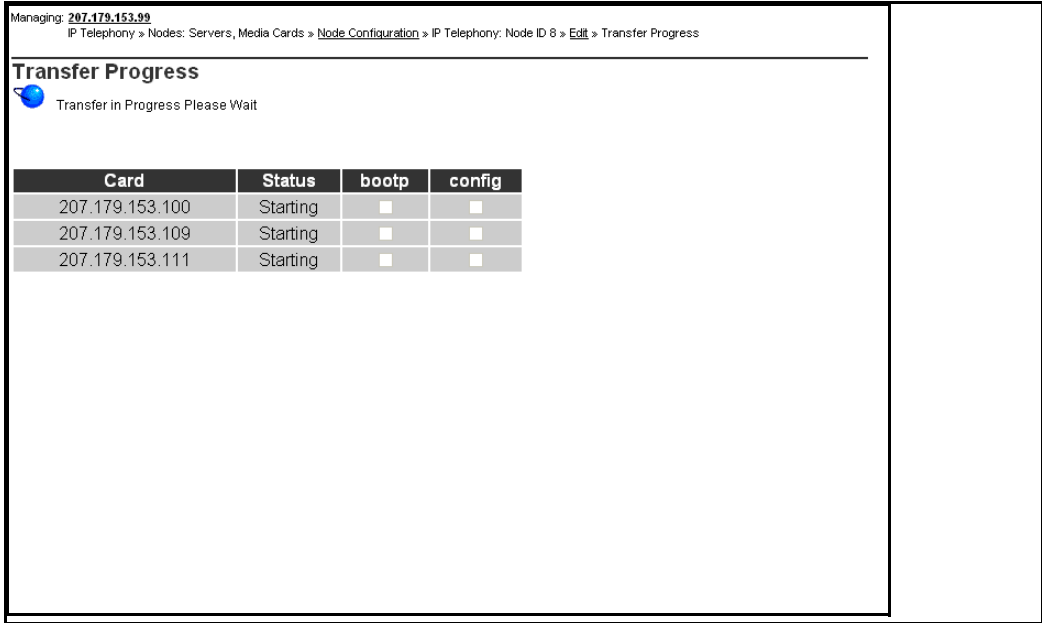 Managing: 207.179.153.99
IP Telephony » Nodes: Servers, Media Cards » Node Configuration » IP Telephony: Node ID 8 » Edit » Transfer Progress
Transfer Progress
Transfer in Progress Please Wait
Card Status bootp config
207.179.153.100 Starting
207.179.153.109 Starting
207.179.153.111 Starting